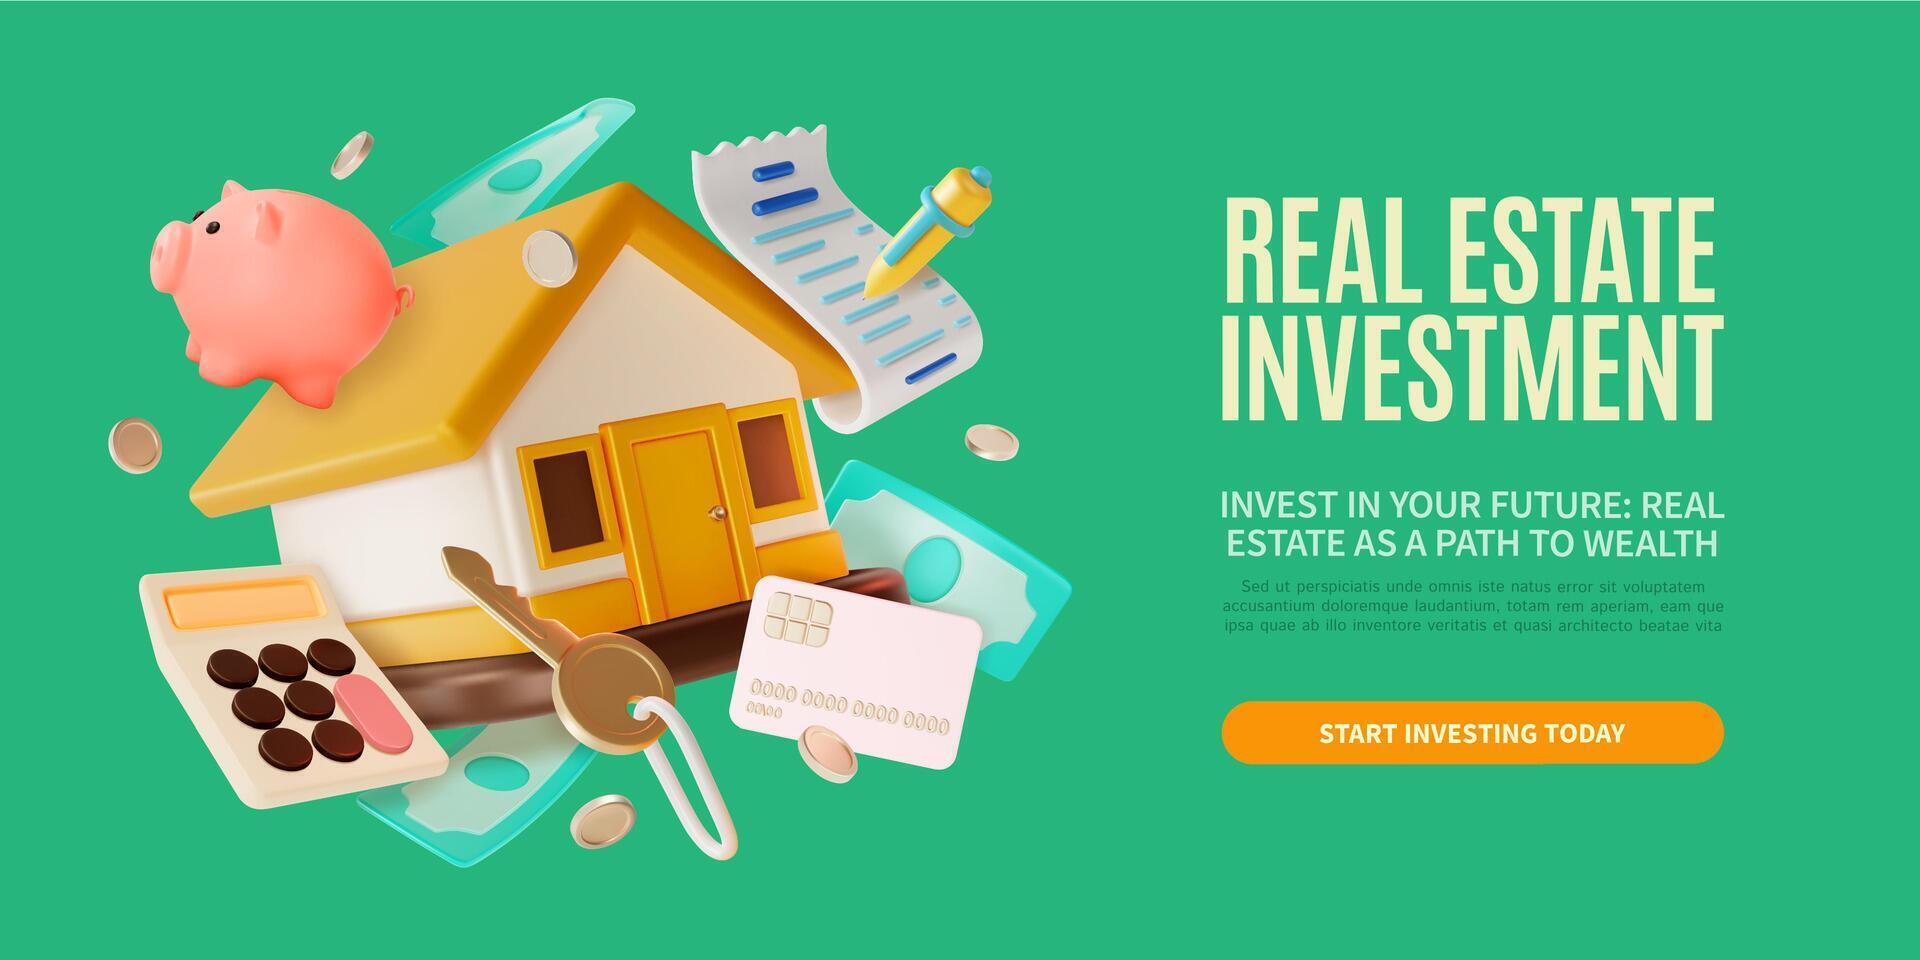 REAL ESTATE
INVESTMENT
INVEST IN YOUR FUTURE: REAL
ESTATE AS A PATH TO WEALTH
Sed ut perspiciatis unde omnis iste natus error sit voluptatem
accusantium doloremque laudantium, totam rem aperiam, eam que
ipsa quae ab illo inventore veritatis et quasi architecto beatae vita
START INVESTING TODAY
0000 0000 0000 0000
00\00